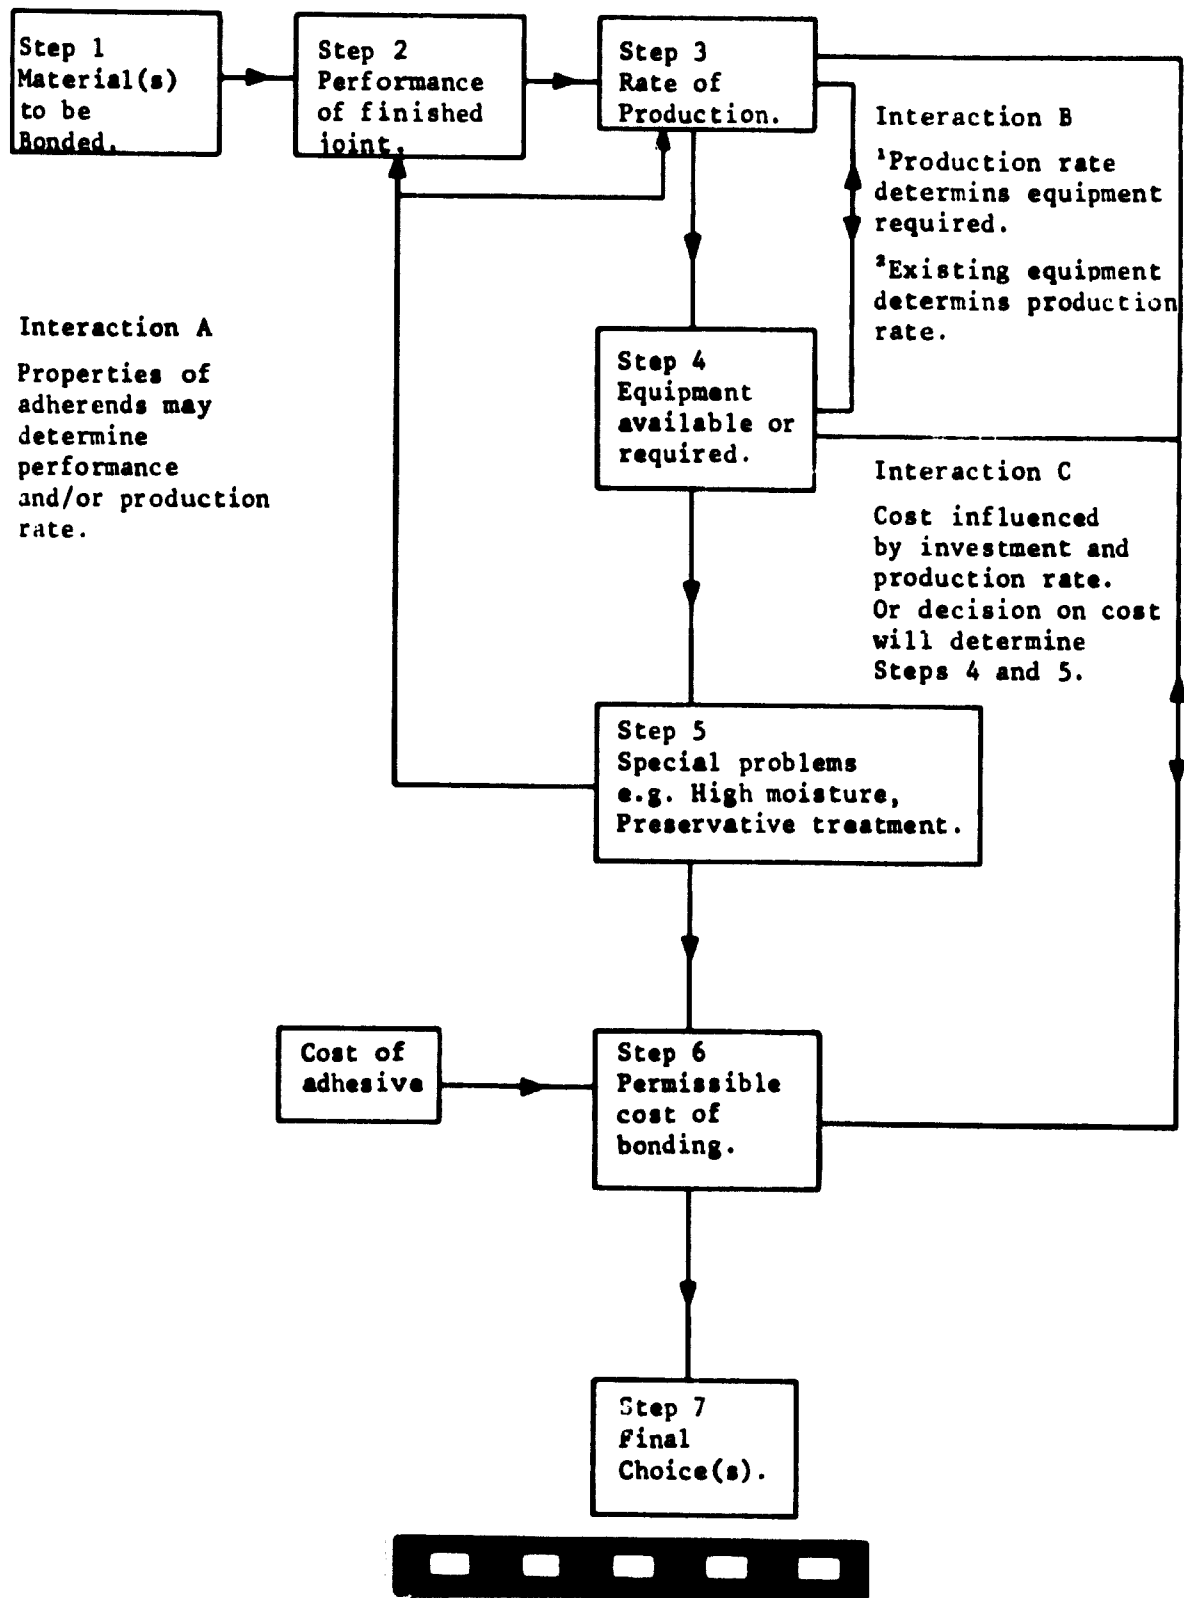 Step 1
Material(s)
to be
Bonded.
Step 2
Performance
of finished
joint.
Step 3
Rate of
Production.
Interaction B
¹Production rate
determins equipment
required.
²Existing equipment
determins production
rate.
Interaction A
Properties of
adherends may
determine
performance
and/or production
rate.
Step 4
Equipment
available or
required.
Interaction C
Cost influenced
by investment and
production rate.
Or decision on cost
will determine
Steps 4 and 5.
Step 5
Special problems
e.g. High moisture,
Preservative treatment.
Cost of
adhesive
Step 6
Permissible
cost of
bonding.
Step 7
Final
Choice(s).